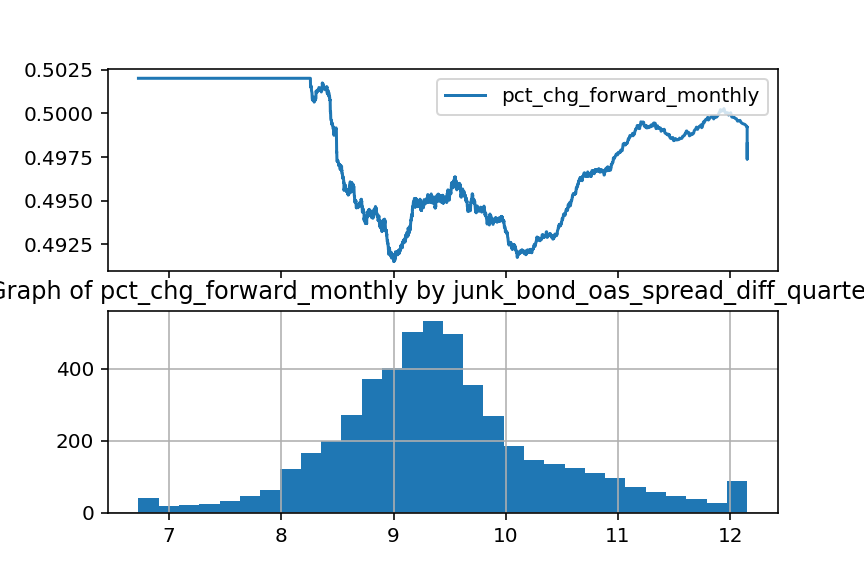 0.5025
0.5000
0.4975
0.4950
0.4925
pct_chg_forward_monthly
Graph of pct_chg_forward_monthly by junk_bond_oas_spread_diff_quarte
400
200
0
7 8 9 10 11 12